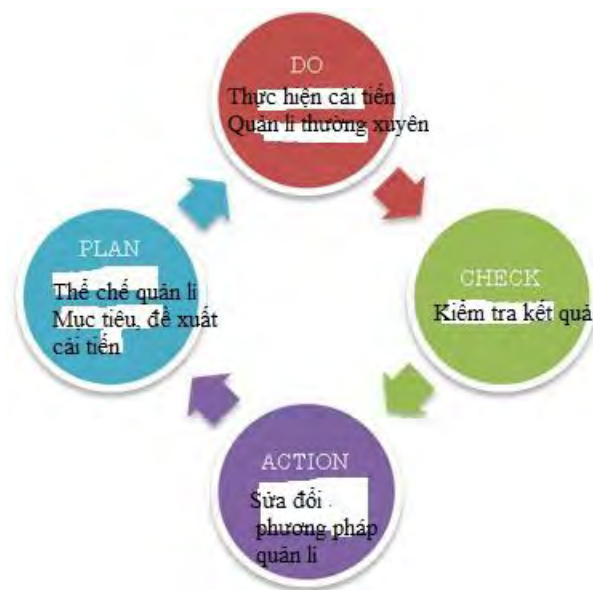 DO
Thực hiện cải tiến
Quản lí thường xuyên
PLAN
Thể chế quản lí
Mục tiêu, đề xuất
cải tiến
CHECK
Kiểm tra kết quả
ACTION
Sửa đổi
phương pháp
quản lí